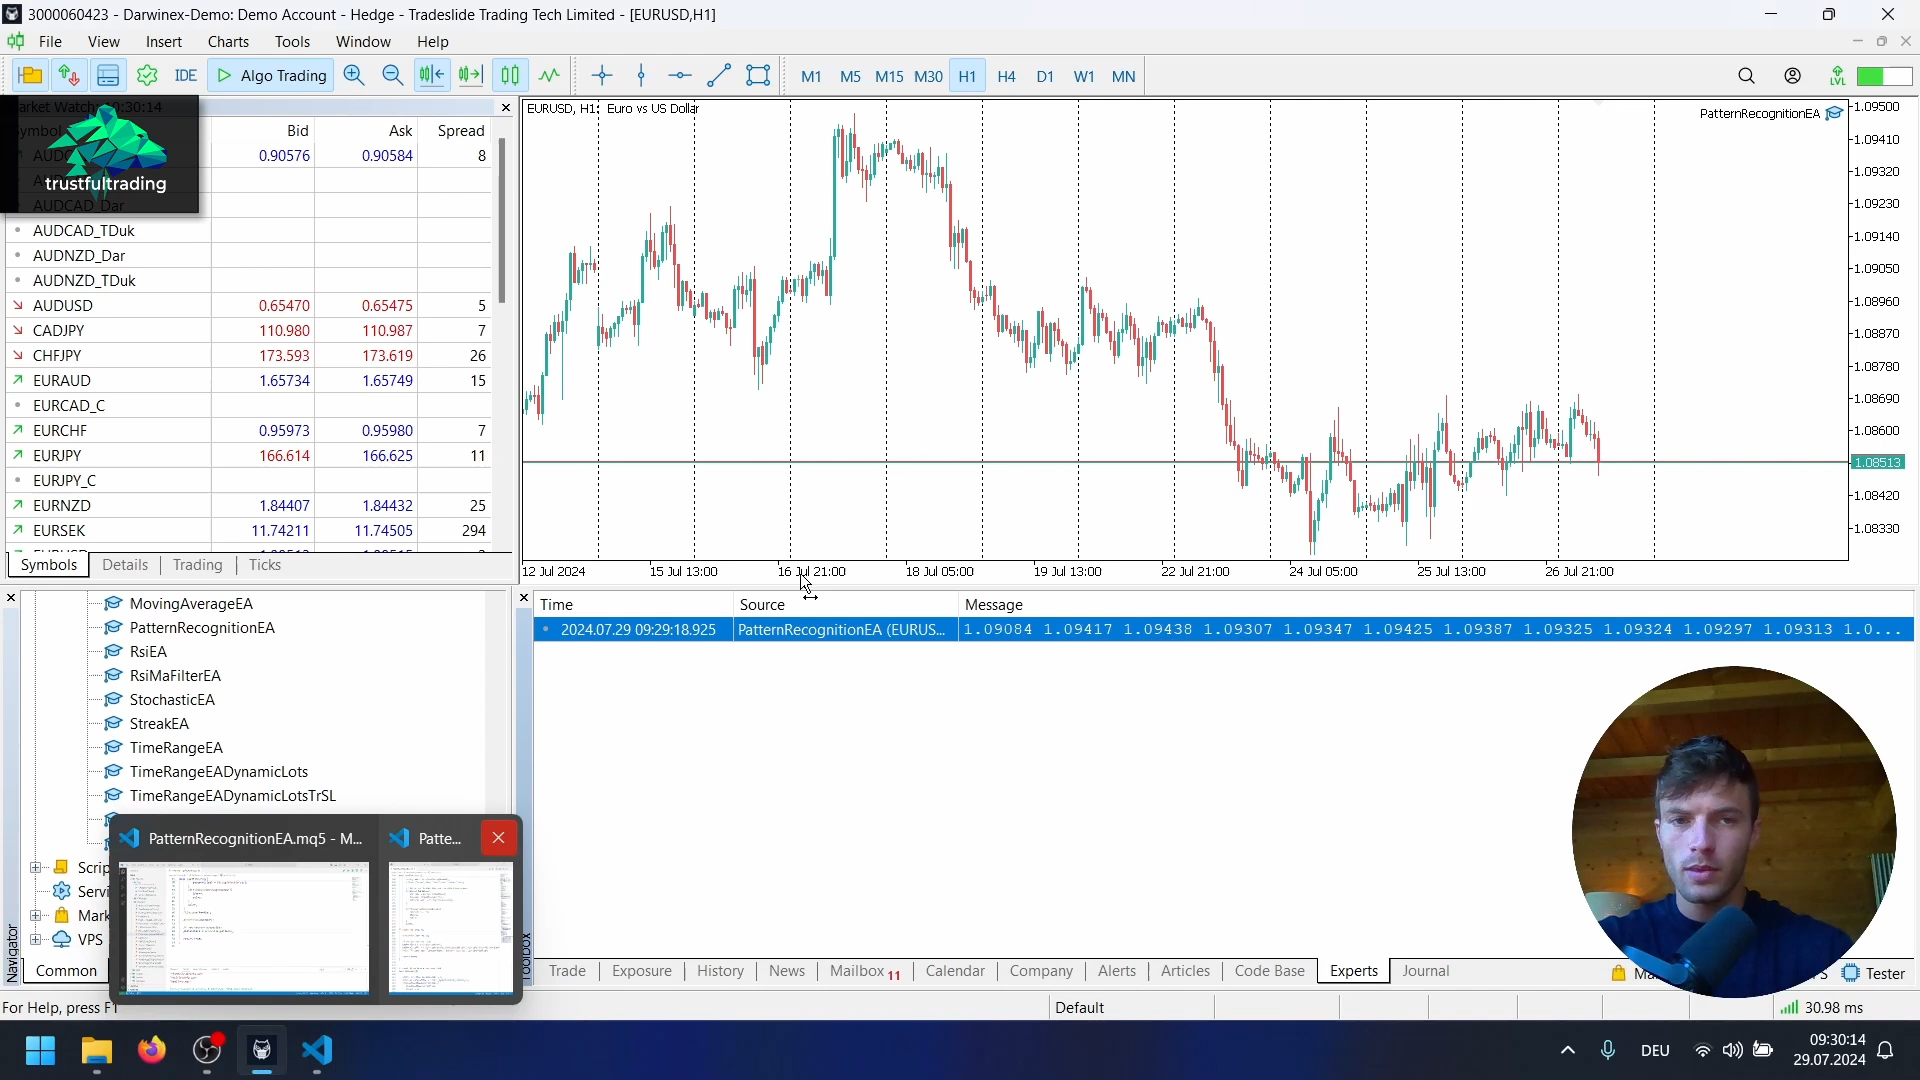 3000060423 - Darwinex-Demo: Demo Account - Hedge - Tradeslide Trading Tech Limited - [EURUSD,H1]
File View Insert Charts Tools Window Help
IDE Algo Trading M1 M5 M15 M30 H1 H4 D1 W1 MN LVL
arket Watch: 10:30:14
Symbol Bid Ask Spread
0.90576 0.90584 8
trustfultrading
AUDCAD_Dar
AUDCAD_TDuk
AUDNZD_Dar
AUDNZD_TDuk
AUDUSD 0.65470 0.65475 5
CADJPY 110.980 110.987 7
CHFJPY 173.593 173.619 26
EURAUD 1.65734 1.65749 15
EURCAD_C
EURCHF 0.95973 0.95980 7
EURJPY 166.614 166.625 11
EURJPY_C
EURNZD 1.84407 1.84432 25
EURSEK 11.74211 11.74505 294
Symbols Details Trading Ticks
EURUSD, H1: Euro vs US Dollar
PatternRecognitionEA
1.09500
1.09410
1.09320
1.09230
1.09140
1.09050
1.08960
1.08870
1.08780
1.08690
1.08600
1.08513
1.08420
1.08330
12 Jul 2024 15 Jul 13:00 16 Jul 21:00 18 Jul 05:00 19 Jul 13:00 22 Jul 21:00 24 Jul 05:00 25 Jul 13:00 26 Jul 21:00
MovingAverageEA
PatternRecognitionEA
RsiEA
RsiMaFilterEA
StochasticEA
StreakEA
TimeRangeEA
TimeRangeEADynamicLots
TimeRangeEADynamicLotsTrSL
Scrip
Servi
Mark
VPS
Navigator
Common
PatternRecognitionEA.mq5 - M... Patte...
Time Source Message
2024.07.29 09:29:18.925 PatternRecognitionEA (EURUS... 1.09084 1.09417 1.09438 1.09307 1.09347 1.09425 1.09387 1.09325 1.09324 1.09297 1.09313 1.0...
Toolbox
Trade Exposure History News Mailbox 11 Calendar Company Alerts Articles Code Base Experts Journal
Tester
For Help, press F1 Default 30.98 ms
DEU
09:30:14
29.07.2024